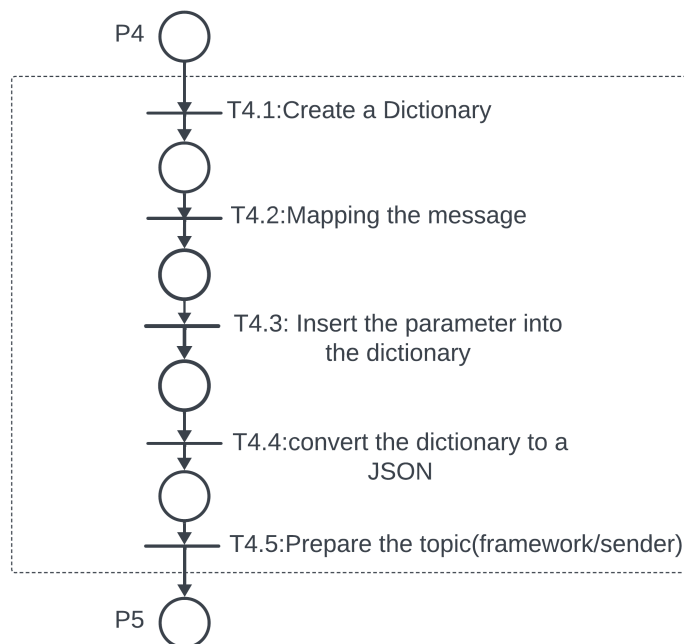 P4
T4.1:Create a Dictionary
T4.2:Mapping the message
T4.3: Insert the parameter into
the dictionary
T4.4:convert the dictionary to a
JSON
T4.5:Prepare the topic(framework/sender)
P5